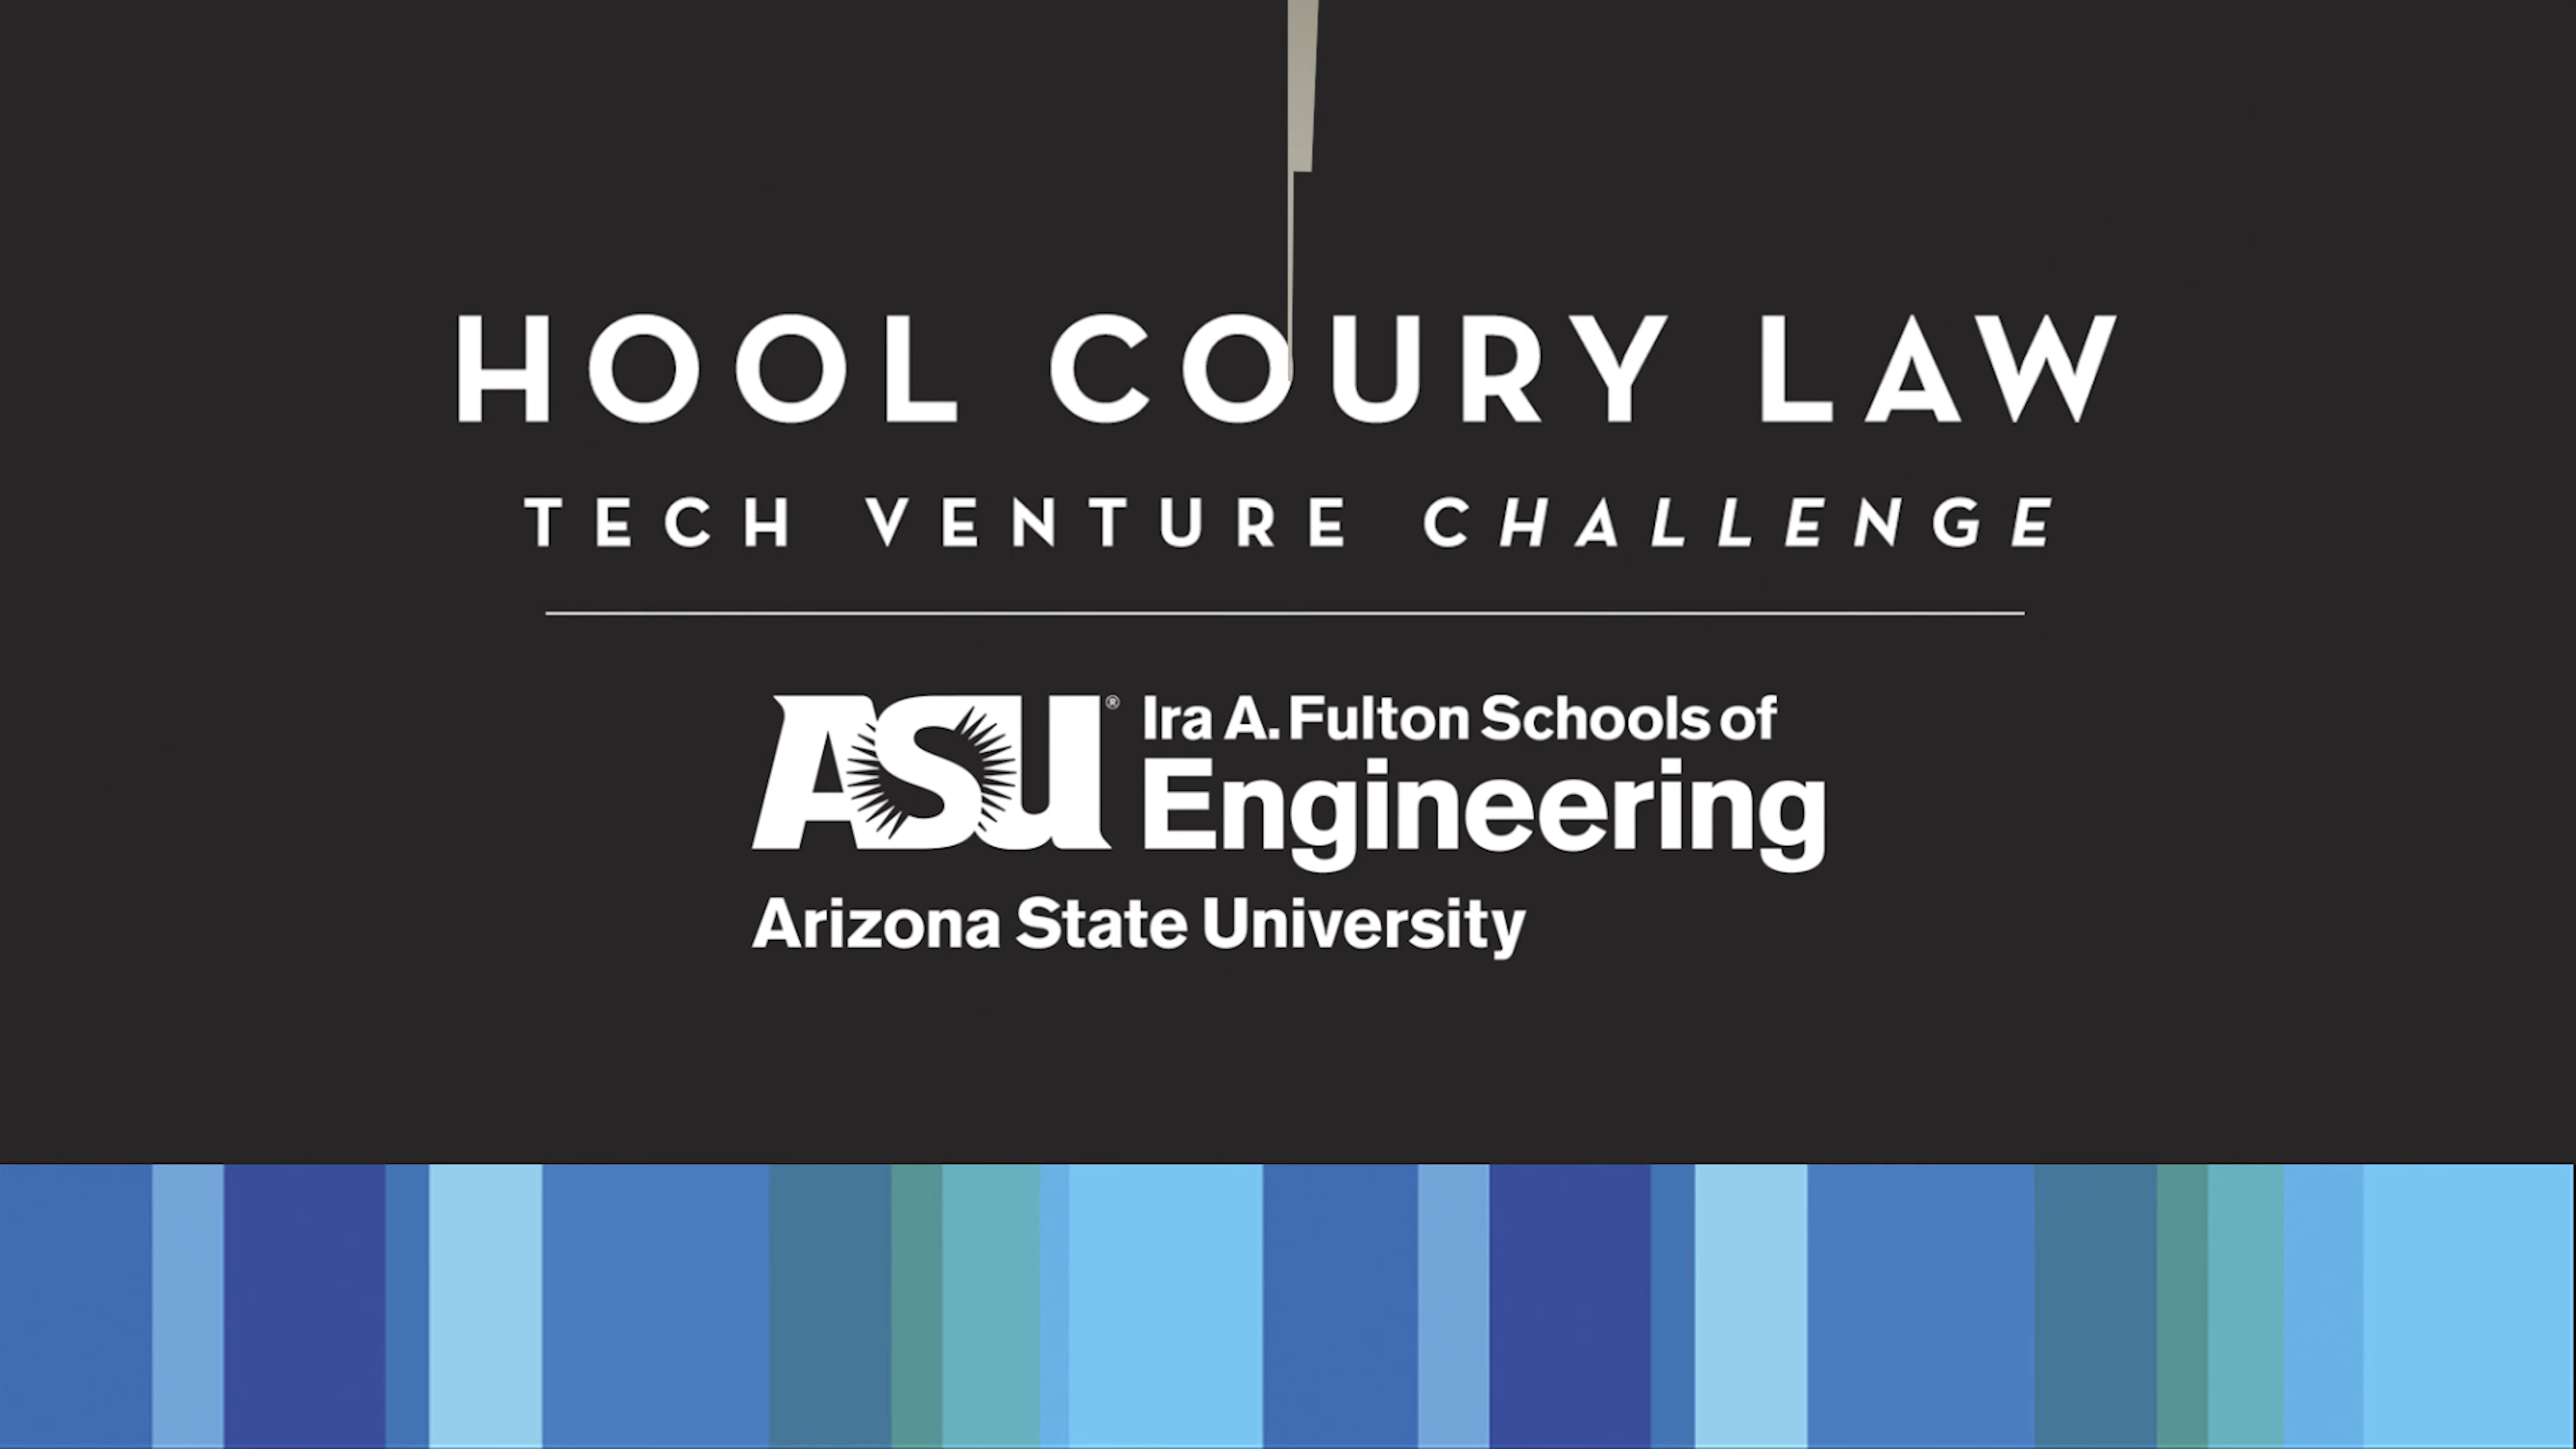 HOOL COURY LAW
TECH VENTURE CHALLENGE
ASU® Ira A. Fulton Schools of
Engineering
Arizona State University